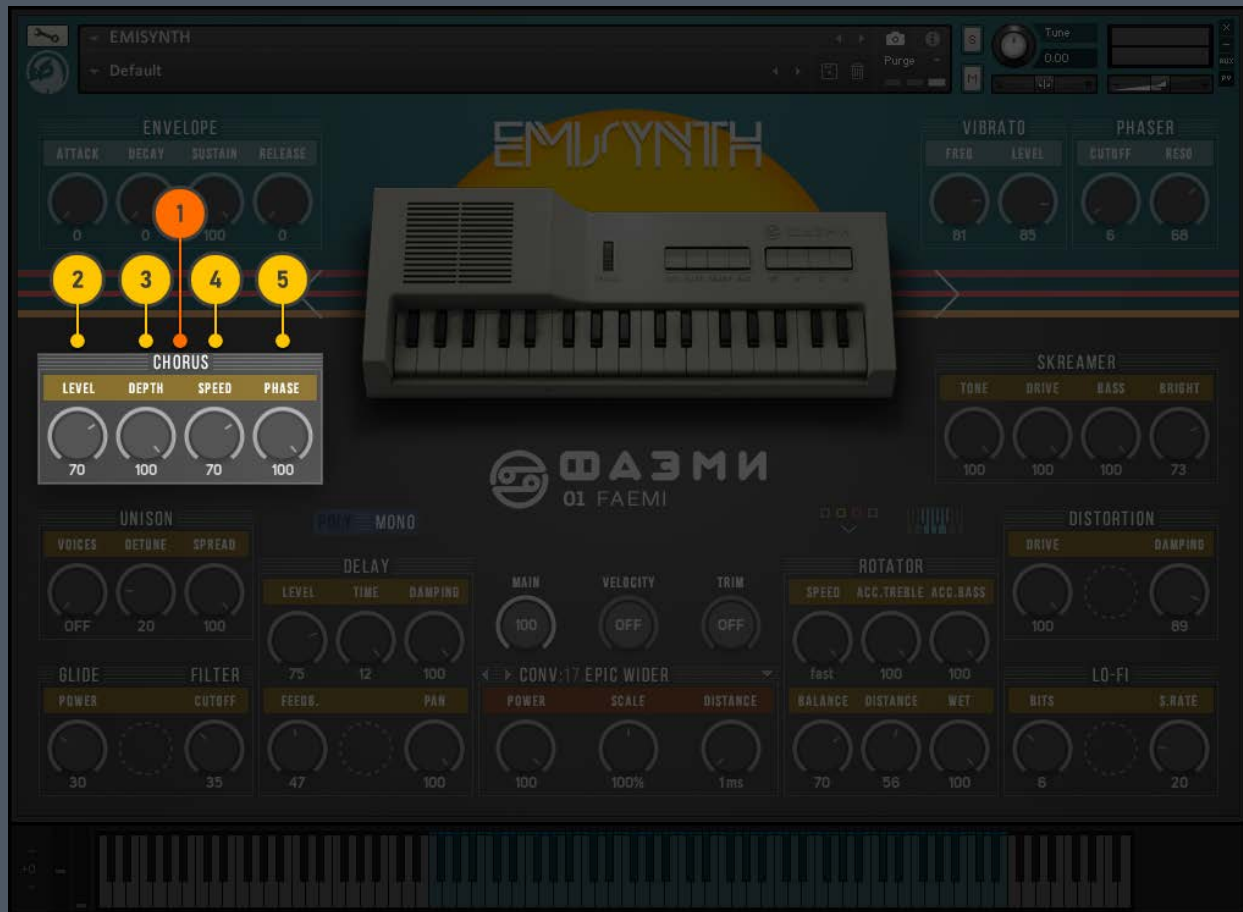 EMISYNTH
Default
Purge
S
M
Tune
0.00
AUX
PV
ENVELOPE
ATTACK DECAY SUSTAIN RELEASE
0 0 100 0
EMISYNTH
VIBRATO
FREQ LEVEL
81 85
PHASER
CUTOFF RESO
6 68
ФАЭМИ
1
2 3 4 5
CHORUS
LEVEL DEPTH SPEED PHASE
70 100 70 100
SKREAMER
TONE DRIVE BASS BRIGHT
100 100 100 73
ФАЭМИ
01 FAEMI
UNISON
VOICES DETUNE SPREAD
OFF 20 100
POLY MONO
DELAY
LEVEL TIME DAMPING
75 12 100
FEEDB. PAN
47 100
MAIN VELOCITY TRIM
100 OFF OFF
ROTATOR
SPEED ACC.TREBLE ACC.BASS
fast 100 100
BALANCE DISTANCE WET
70 56 100
DISTORTION
DRIVE DAMPING
100 89
GLIDE FILTER
POWER CUTOFF
30 35
CONV:17 EPIC WIDER
POWER SCALE DISTANCE
100 100% 1ms
LO-FI
BITS S.RATE
6 20
+0